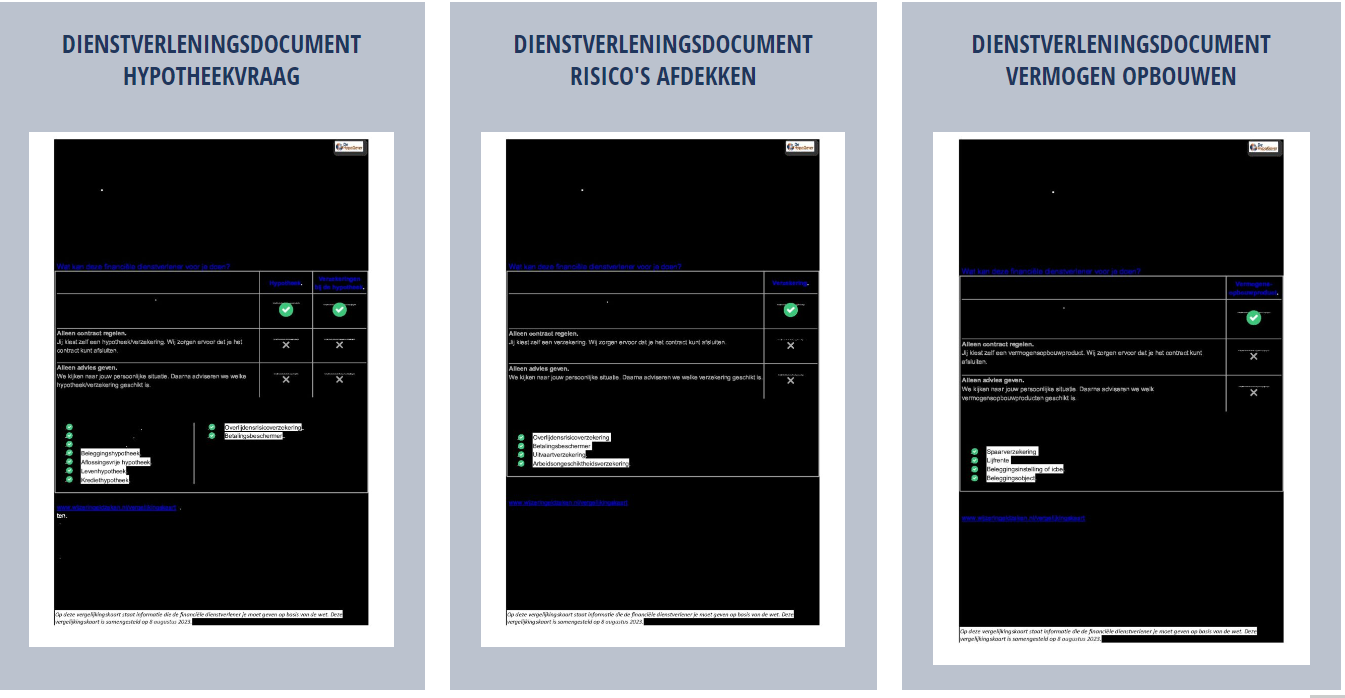 DIENSTVERLENINGSDOCUMENT
HYPOTHEEKVRAAG
Wat kan deze financiële dienstverlener voor je doen?
Hypotheek.
Verzekeringen
bij de hypotheek.
Alleen contract regelen.
Jij kiest zelf een hypotheek/verzekering. Wij zorgen ervoor dat je het
contract kunt afsluiten.
Alleen advies geven.
We kijken naar jouw persoonlijke situatie. Daarna adviseren we welke
hypotheek/verzekering geschikt is.
Beleggingshypotheek
Aflossingsvrije hypotheek
Levenhypotheek
Krediethypotheek
Overlijdensrisicoverzekering
Betalingsbeschermer
ten.
Op deze vergelijkingskaart staat informatie die de financiële dienstverlener je moet geven op basis van de wet. Deze
vergelijkingskaart is samengesteld op 8 augustus 2023.
DIENSTVERLENINGSDOCUMENT
RISICO'S AFDEKKEN
Wat kan deze financiële dienstverlener voor je doen?
Verzekering.
Alleen contract regelen.
Jij kiest zelf een verzekering. Wij zorgen ervoor dat je het contract kunt afsluiten.
Alleen advies geven.
We kijken naar jouw persoonlijke situatie. Daarna adviseren we welke verzekering geschikt is.
Overlijdensrisicoverzekering
Betalingsbeschermer
Uitvaartverzekering
Arbeidsongeschiktheidsverzekering
Op deze vergelijkingskaart staat informatie die de financiële dienstverlener je moet geven op basis van de wet. Deze
vergelijkingskaart is samengesteld op 8 augustus 2023.
DIENSTVERLENINGSDOCUMENT
VERMOGEN OPBOUWEN
Wat kan deze financiële dienstverlener voor je doen?
Vermogens-
opbouwproduct.
Alleen contract regelen.
Jij kiest zelf een vermogensopbouwproduct. Wij zorgen ervoor dat je het contract kunt
afsluiten.
Alleen advies geven.
We kijken naar jouw persoonlijke situatie. Daarna adviseren we welk
vermogensopbouwproducten geschikt is.
Spaarverzekering
Lijfrente
Beleggingsinstelling of icbe
Beleggingsobject
Op deze vergelijkingskaart staat informatie die de financiële dienstverlener je moet geven op basis van de wet. Deze
vergelijkingskaart is samengesteld op 8 augustus 2023.